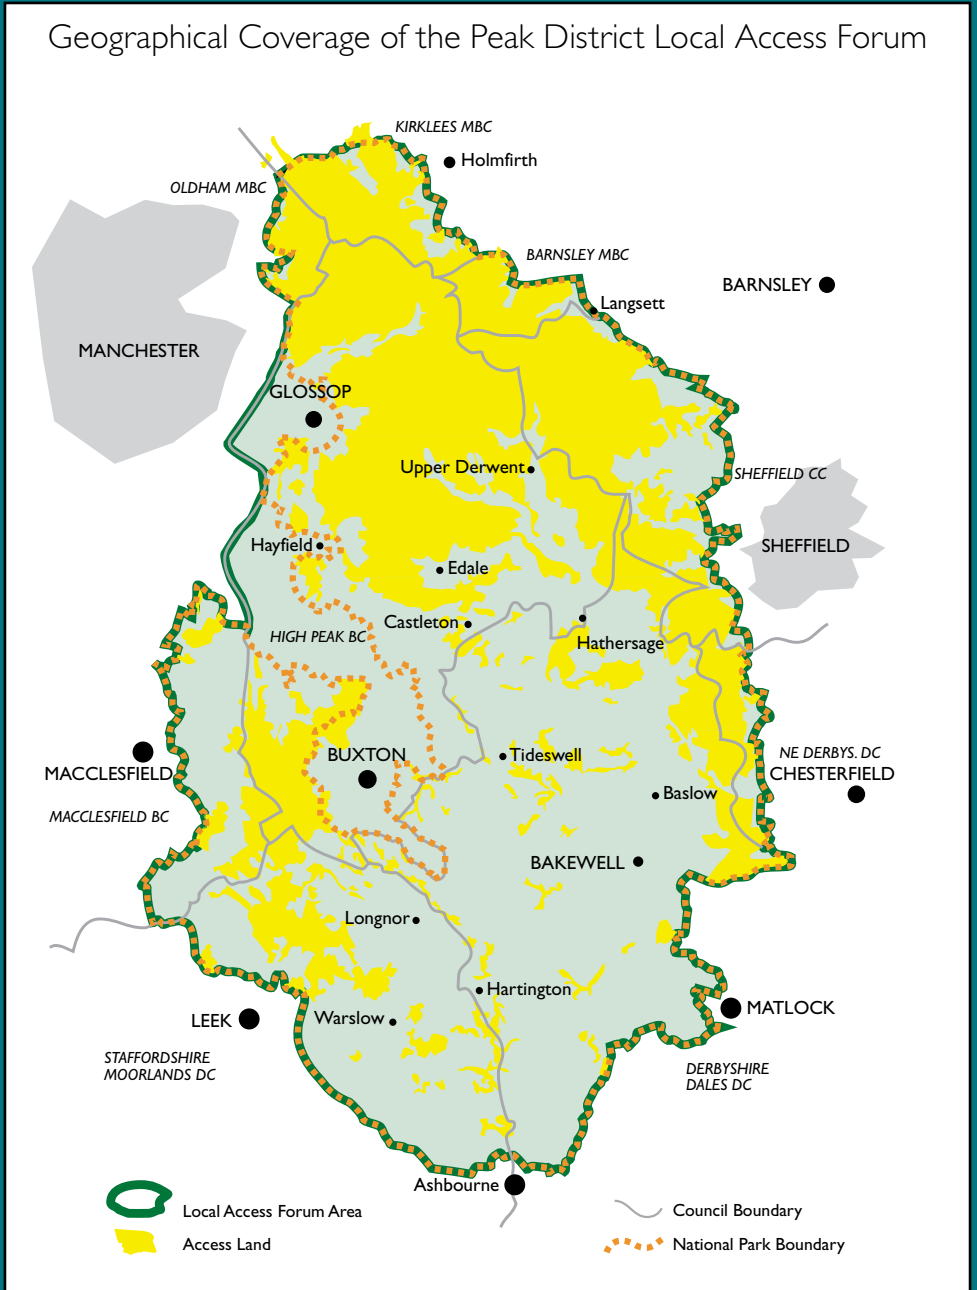 Geographical Coverage of the Peak District Local Access Forum
KIRKLEES MBC
Holmfirth
OLDHAM MBC
BARNSLEY MBC
BARNSLEY
Langsett
MANCHESTER
GLOSSOP
Upper Derwent
SHEFFIELD CC
Hayfield
SHEFFIELD
Edale
Castleton
HIGH PEAK BC
Hathersage
BUXTON
Tideswell
NE DERBYS. DC
MACCLESFIELD
CHESTERFIELD
Baslow
MACCLESFIELD BC
BAKEWELL
Longnor
Hartington
MATLOCK
LEEK
Warslow
STAFFORDSHIRE
MOORLANDS DC
DERBYSHIRE
DALES DC
Ashbourne
Local Access Forum Area
Council Boundary
Access Land
National Park Boundary